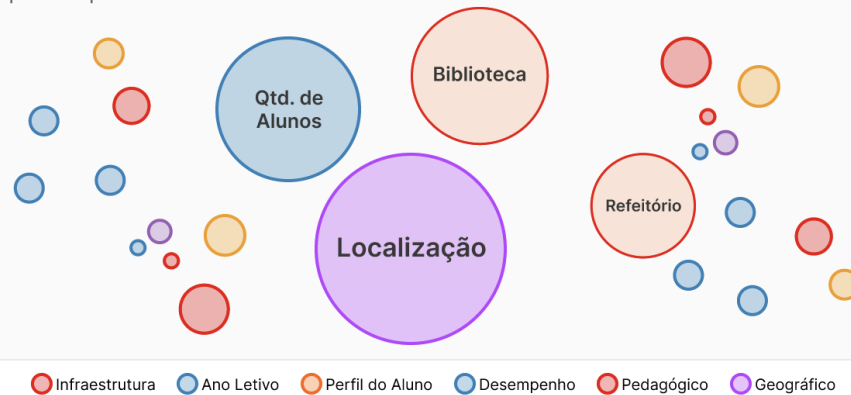 Qtd. de
Alunos
Biblioteca
Refeitório
Localização
Infraestrutura
Ano Letivo
Perfil do Aluno
Desempenho
Pedagógico
Geográfico